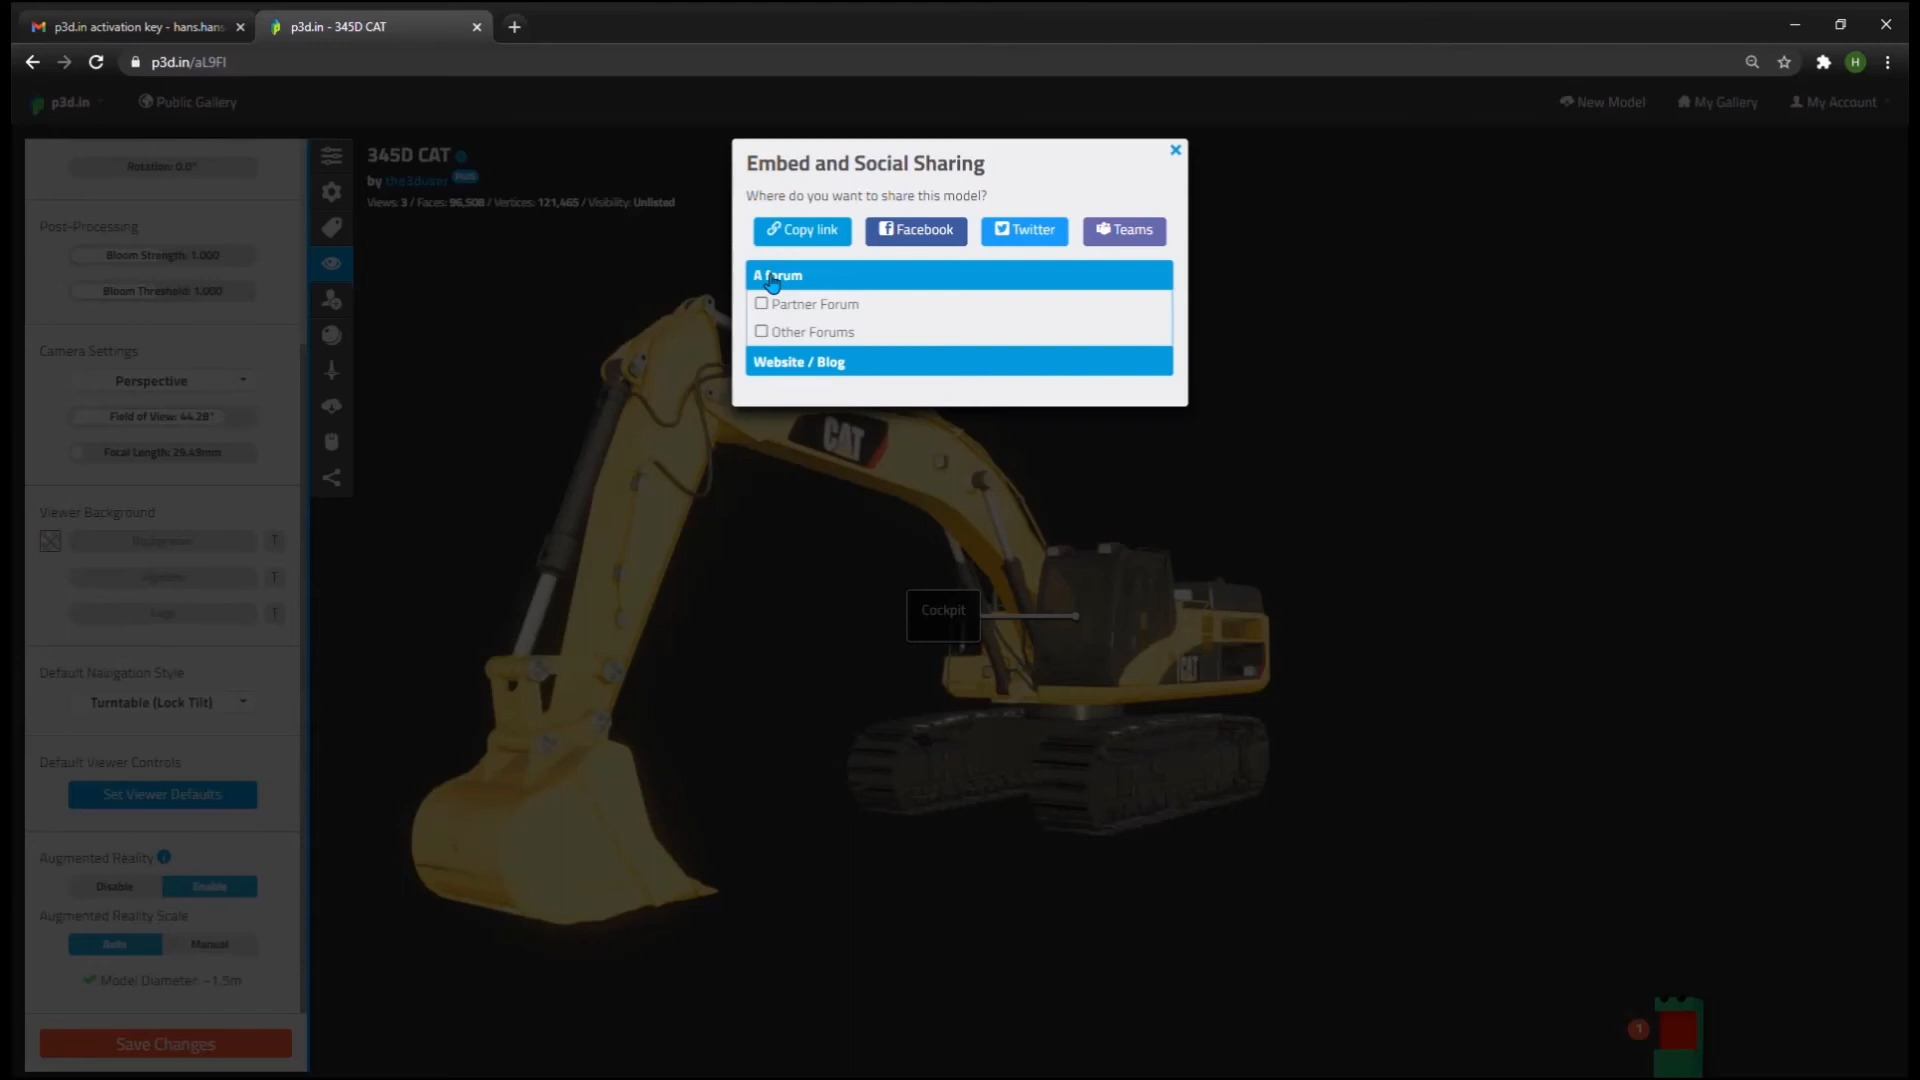 p3d.in activation key - hans.hans
p3d.in - 345D CAT
p3d.in/aL9FI
H
p3d.in
Public Gallery
New Model
My Gallery
My Account
Rotation: 0.0°
Post-Processing
Bloom Strength: 1.000
Bloom Threshold: 1.000
Camera Settings
Perspective
Field of View: 44.28°
Focal Length: 29.49mm
Viewer Background
Background
T
T
Logo
T
Default Navigation Style
Turntable (Lock Tilt)
Default Viewer Controls
Set Viewer Defaults
Augmented Reality
Disable
Enable
Augmented Reality Scale
Auto
Manual
Model Diameter: ~1.5m
Save Changes
345D CAT
by the3duser PLUS
Views: 3 / Faces: 96,508 / Vertices: 121,465 / Visibility: Unlisted
Embed and Social Sharing
Where do you want to share this model?
Copy link
Facebook
Twitter
Teams
A forum
Partner Forum
Other Forums
Website / Blog
CAT
Cockpit
CAT
1